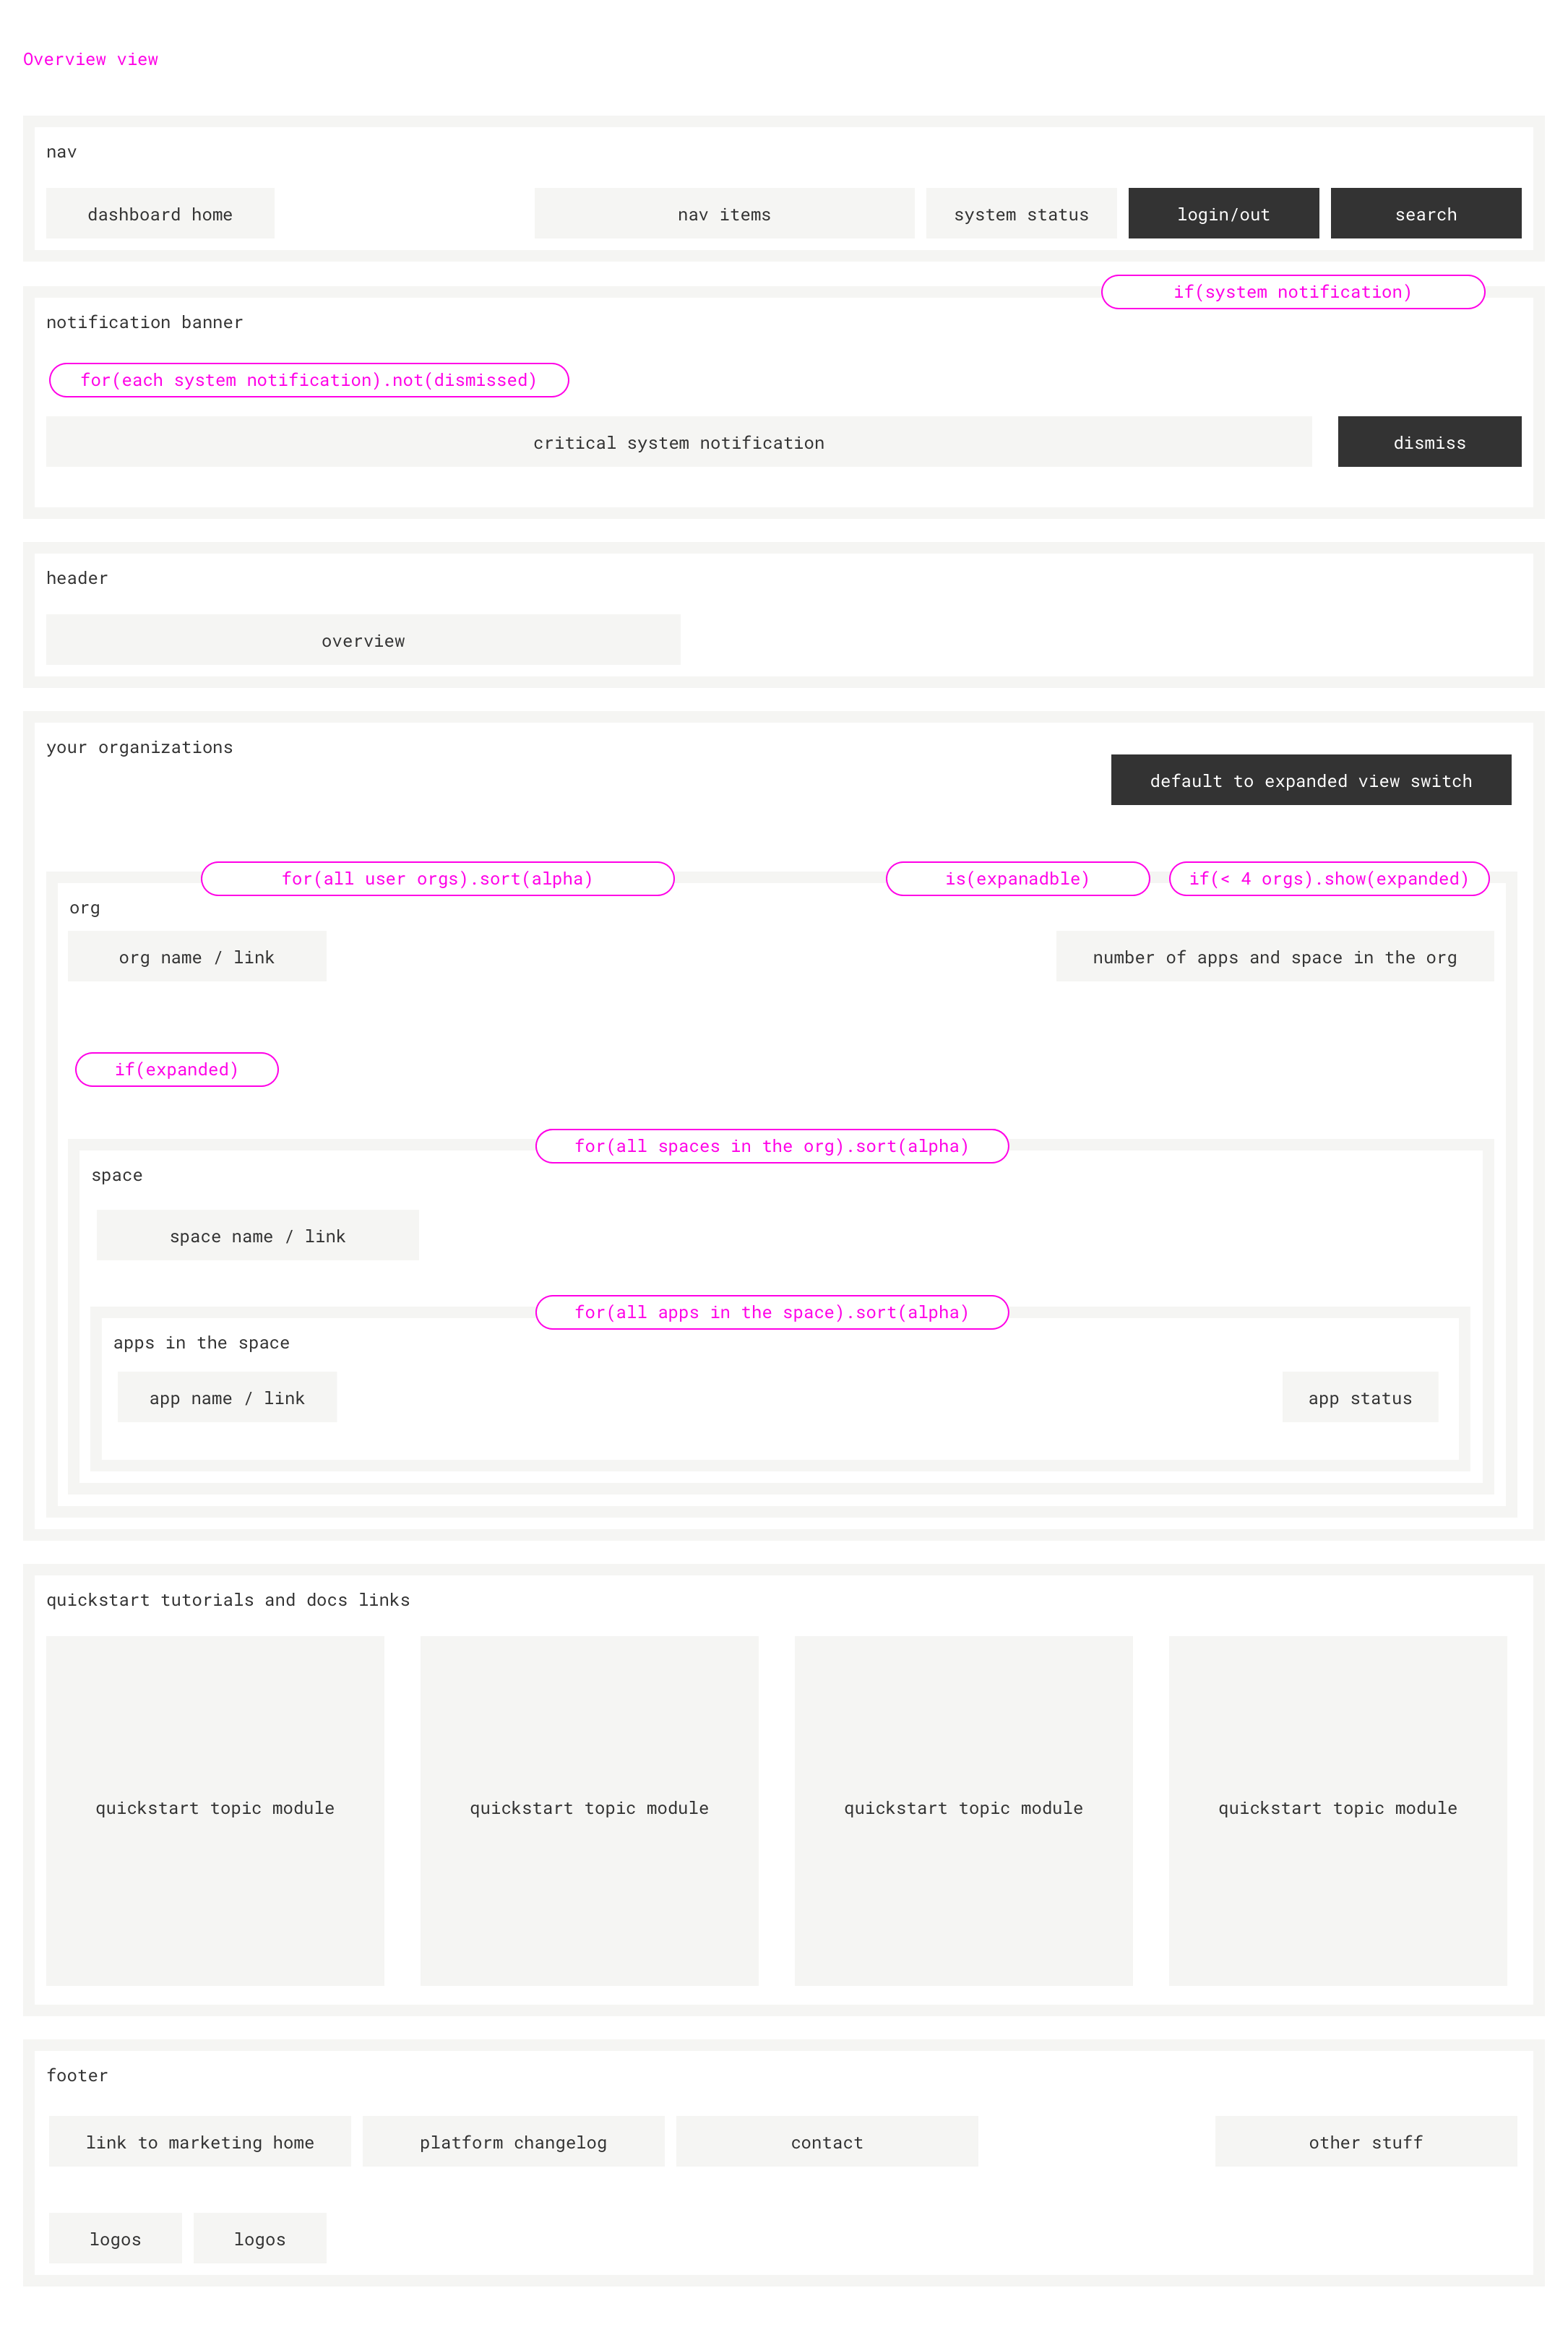 Overview view
nav
dashboard home
nav items
system status
login/out
search
if(system notification)
notification banner
for(each system notification).not(dismissed)
critical system notification
dismiss
header
overview
your organizations
default to expanded view switch
for(all user orgs).sort(alpha)
is(expanadble)
if(< 4 orgs).show(expanded)
org
org name / link
number of apps and space in the org
if(expanded)
for(all spaces in the org).sort(alpha)
space
space name / link
for(all apps in the space).sort(alpha)
apps in the space
app name / link
app status
quickstart tutorials and docs links
quickstart topic module
quickstart topic module
quickstart topic module
quickstart topic module
footer
link to marketing home
platform changelog
contact
other stuff
logos
logos